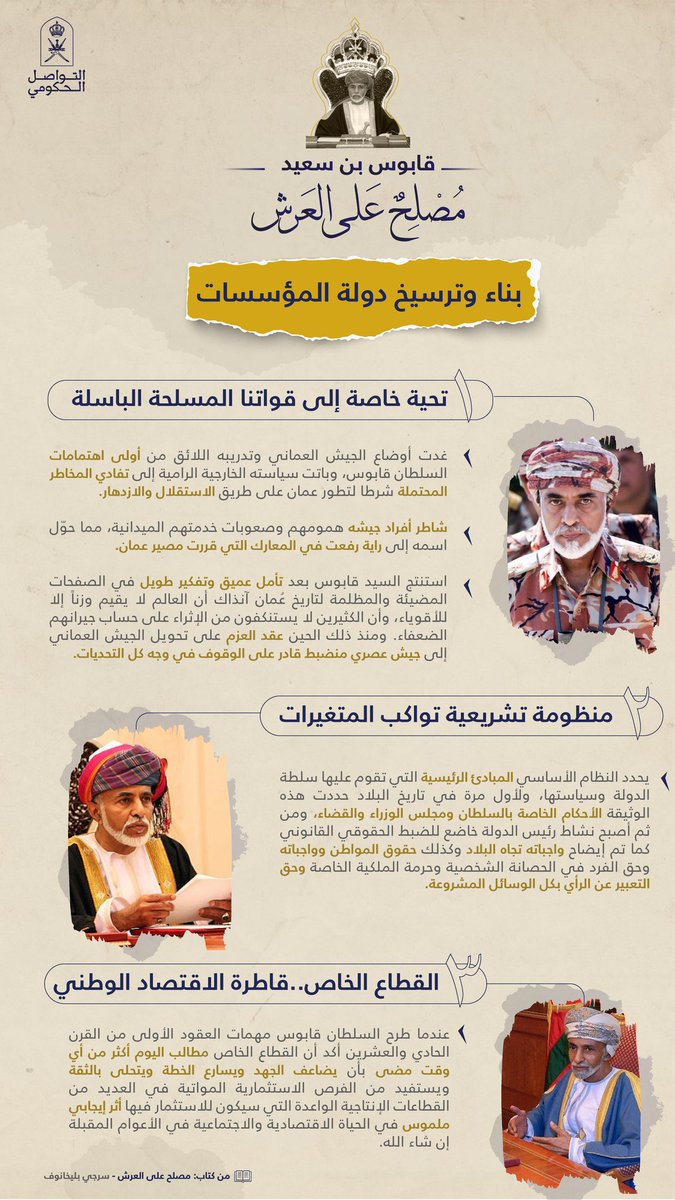 التواصل
الحكومي
قابوس بن سعيد
مُصْلِحٌ عَلى العَرش
بناء وترسيخ دولة المؤسسات
١ تحية خاصة إلى قواتنا المسلحة الباسلة
غدت أوضاع الجيش العماني وتدريبه اللائق من أولى اهتمامات
السلطان قابوس، وباتت سياسته الخارجية الرامية إلى تفادي المخاطر
المحتملة شرطا لتطور عمان على طريق الاستقلال والازدهار.
شاطر أفراد جيشه همومهم وصعوبات خدمتهم الميدانية، مما حوّل
اسمه إلى راية رفعت في المعارك التي قررت مصير عمان.
استنتج السيد قابوس بعد تأمل عميق وتفكير طويل في الصفحات
المضيئة والمظلمة لتاريخ عُمان آنذاك أن العالم لا يقيم وزناً إلا
للأقوياء، وأن الكثيرين لا يستنكفون من الإثراء على حساب جيرانهم
الضعفاء. ومنذ ذلك الحين عقد العزم على تحويل الجيش العماني
إلى جيش عصري منضبط قادر على الوقوف في وجه كل التحديات.
٢ منظومة تشريعية تواكب المتغيرات
يحدد النظام الأساسي المبادئ الرئيسية التي تقوم عليها سلطة
الدولة وسياستها، ولأول مرة في تاريخ البلاد حددت هذه
الوثيقة الأحكام الخاصة بالسلطان ومجلس الوزراء والقضاء، ومن
ثم أصبح نشاط رئيس الدولة خاضع للضبط الحقوقي القانوني
كما تم إيضاح واجباته تجاه البلاد وكذلك حقوق المواطن وواجباته
وحق الفرد في الحصانة الشخصية وحرمة الملكية الخاصة وحق
التعبير عن الرأي بكل الوسائل المشروعة.
٣ القطاع الخاص..قاطرة الاقتصاد الوطني
عندما طرح السلطان قابوس مهمات العقود الأولى من القرن
الحادي والعشرين أكد أن القطاع الخاص مطالب اليوم أكثر من أي
وقت مضى بأن يضاعف الجهد ويسارع الخطة ويتحلى بالثقة
ويستفيد من الفرص الاستثمارية المواتية في العديد من
القطاعات الإنتاجية الواعدة التي سيكون للاستثمار فيها أثر إيجابي
ملموس في الحياة الاقتصادية والاجتماعية في الأعوام المقبلة
إن شاء الله.
من كتاب: مصلح على العرش - سرجي بليخانوف